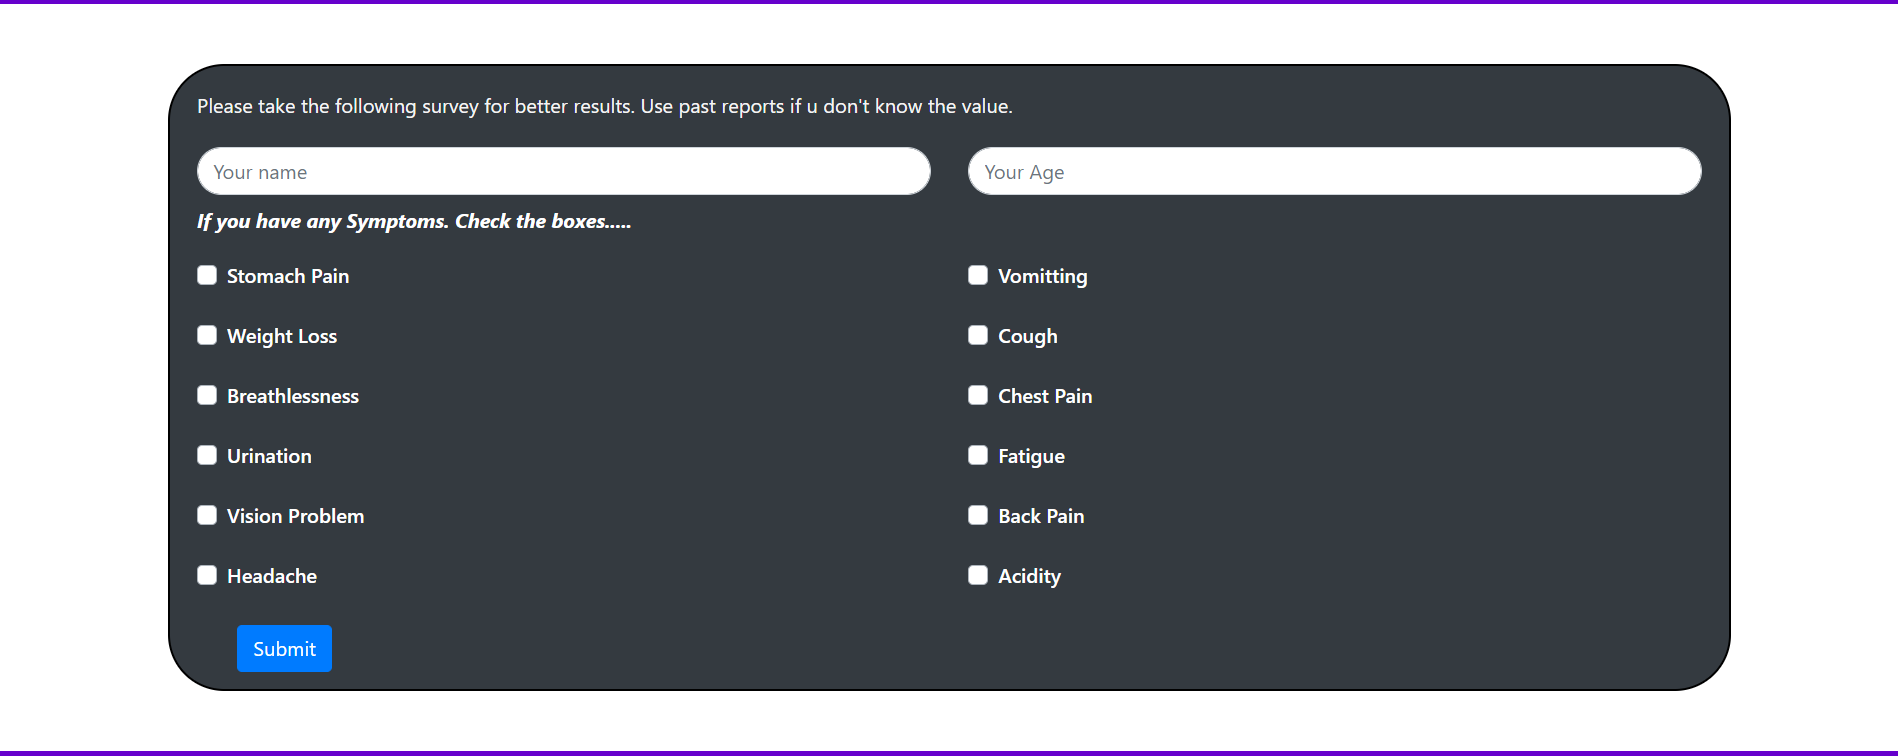 Please take the following survey for better results. Use past reports if u don't know the value.
Your name
Your Age
If you have any Symptoms. Check the boxes.....
Stomach Pain
Vomitting
Weight Loss
Cough
Breathlessness
Chest Pain
Urination
Fatigue
Vision Problem
Back Pain
Headache
Acidity
Submit